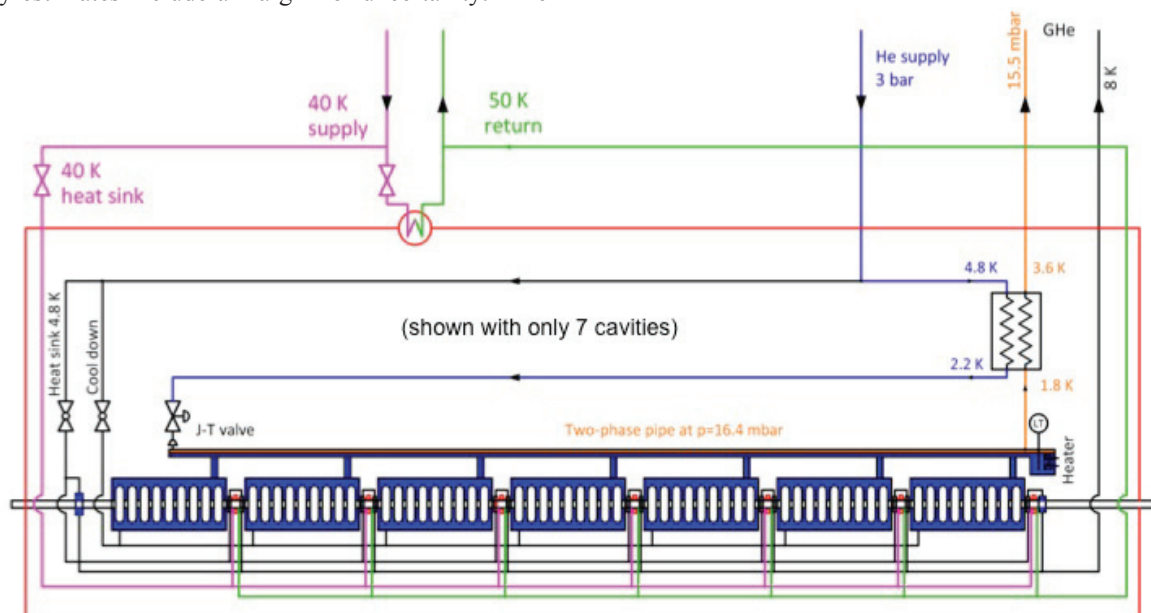 GHe
15.5 mbar
8 K
He supply
3 bar
40 K
supply
50 K
return
40 K
heat sink
4.8 K
3.6 K
(shown with only 7 cavities)
Heat sink 4.8 K
Cool down
2.2 K
1.8 K
J-T valve
Two-phase pipe at p=16.4 mbar
LT
Heater